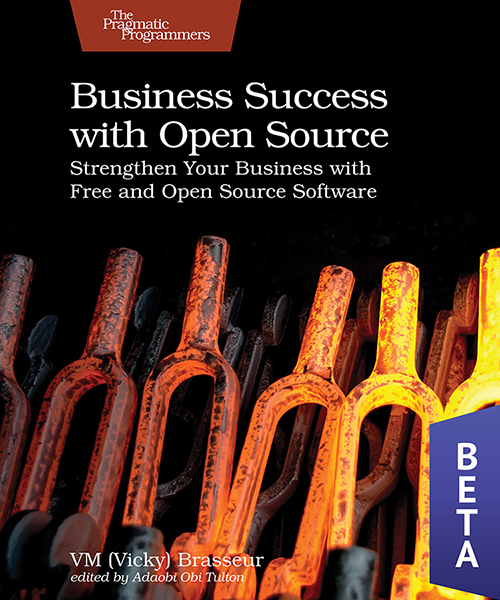 The
Pragmatic
Programmers
Business Success
with Open Source
Strengthen Your Business with
Free and Open Source Software
VM (Vicky) Brasseur
edited by Adaobi Obi Tulton
BETA